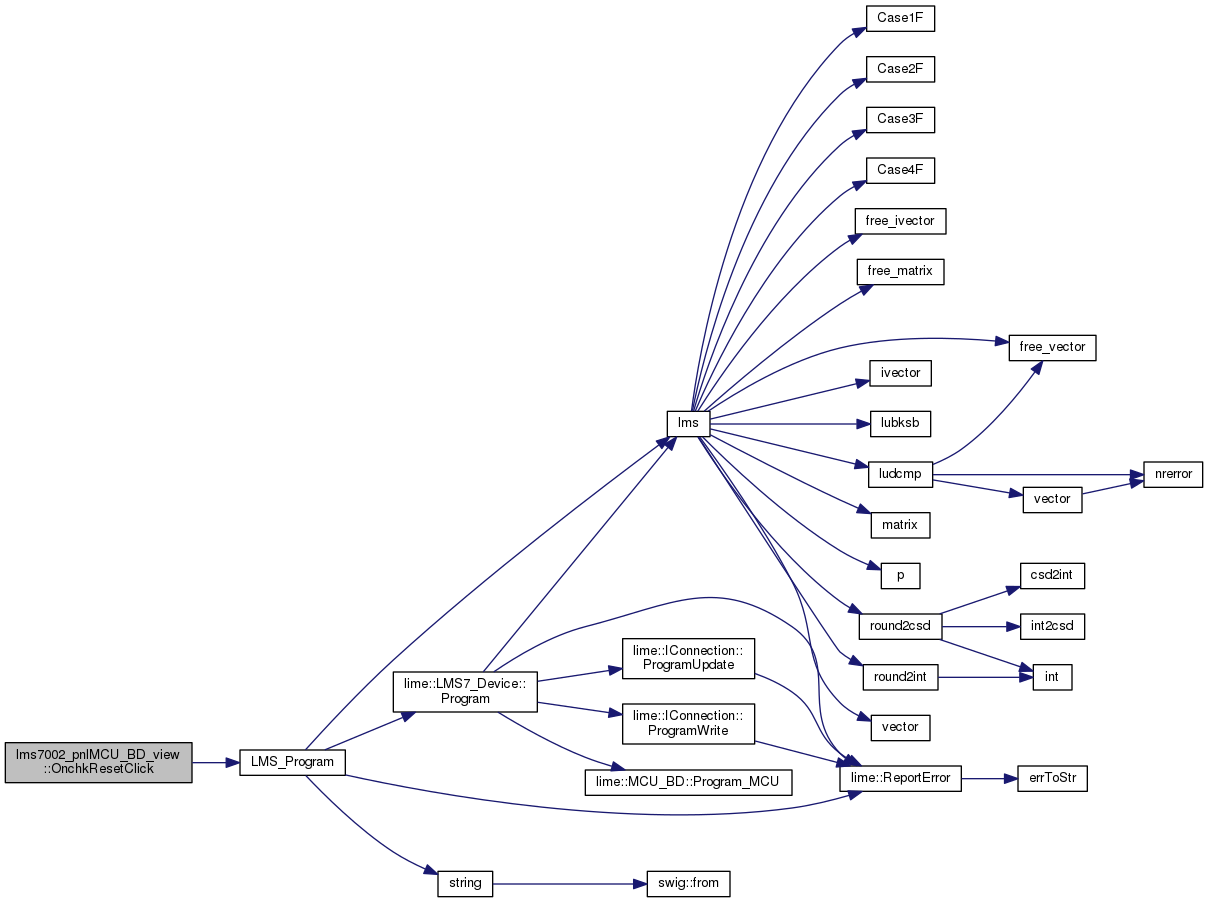 Case1F
Case2F
Case3F
Case4F
free_ivector
free_matrix
free_vector
ivector
lms
lubksb
ludcmp
nrerror
vector
matrix
p
csd2int
round2csd
int2csd
lime::IConnection::
ProgramUpdate
round2int
int
lime::LMS7_Device::
Program
lime::IConnection::
ProgramWrite
vector
lms7002_pnlMCU_BD_view
::OnchkResetClick
LMS_Program
lime::MCU_BD::Program_MCU
lime::ReportError
errToStr
string
swig::from